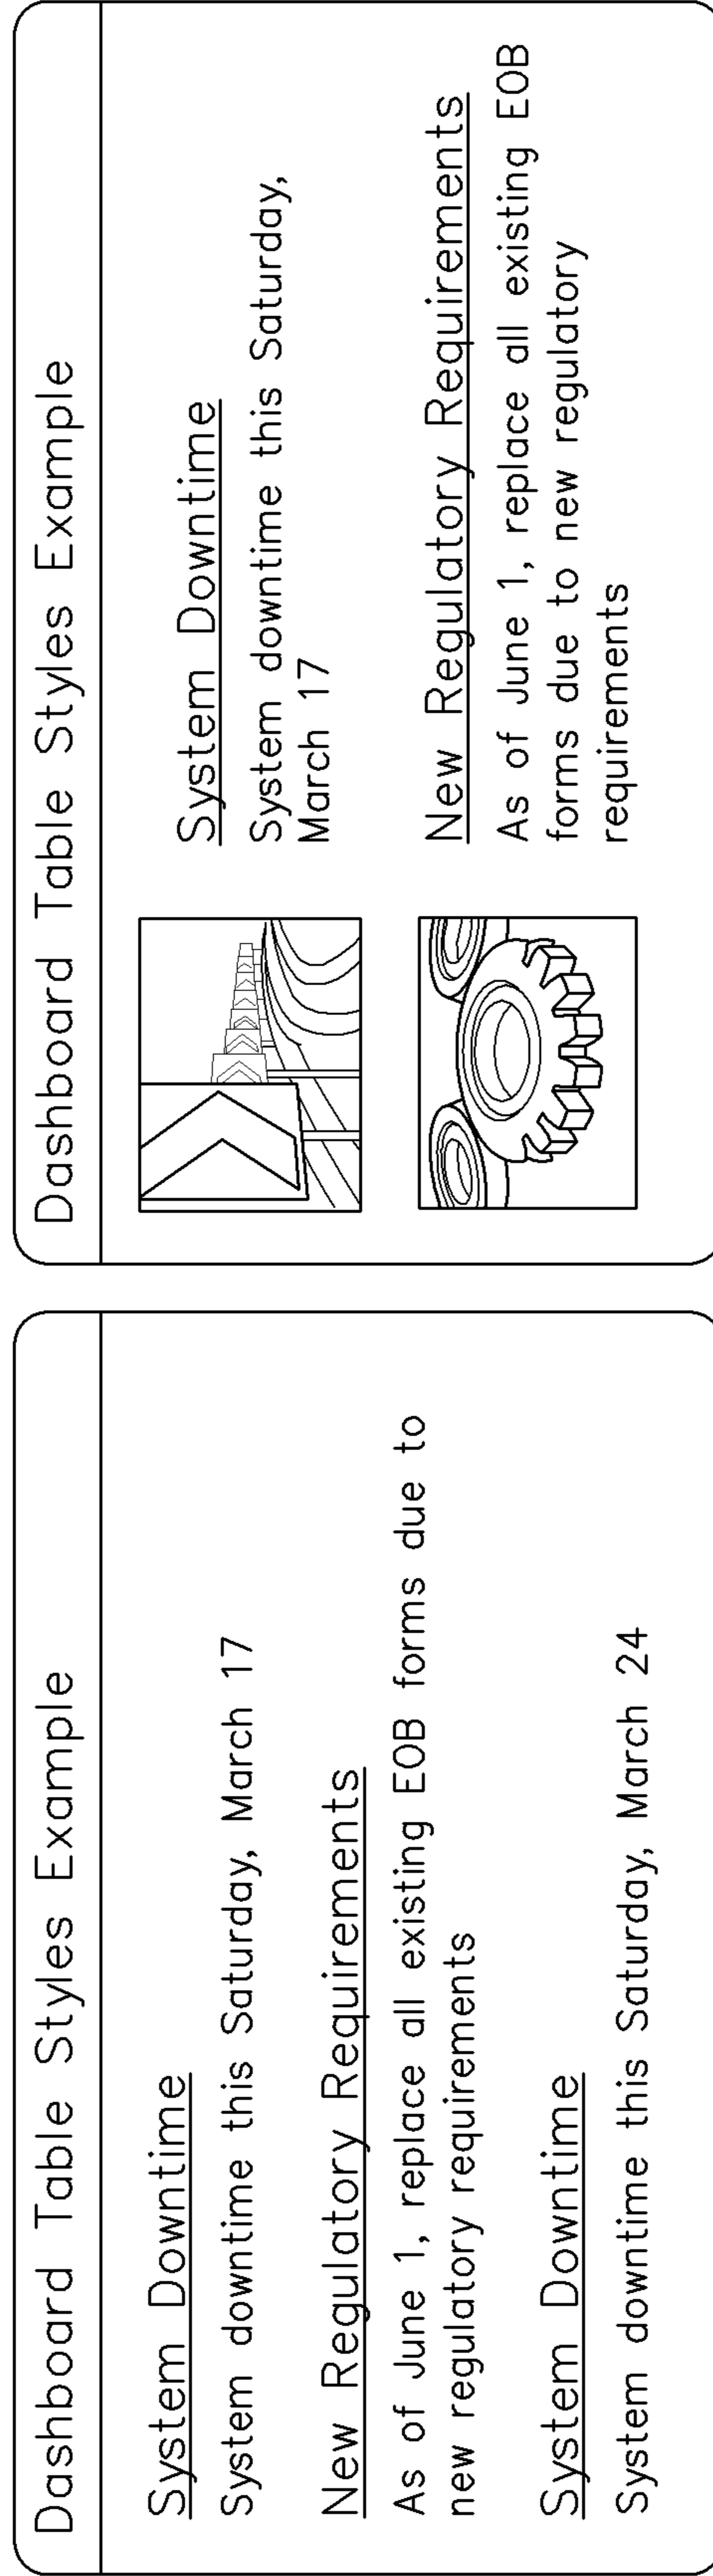 Dashboard Table Styles Example
System Downtime
System downtime this Saturday, March 17
New Regulatory Requirements
As of June 1, replace all existing EOB forms due to
new regulatory requirements
System Downtime
System downtime this Saturday, March 24
Dashboard Table Styles Example
System Downtime
System downtime this Saturday,
March 17
New Regulatory Requirements
As of June 1, replace all existing EOB
forms due to new regulatory
requirements